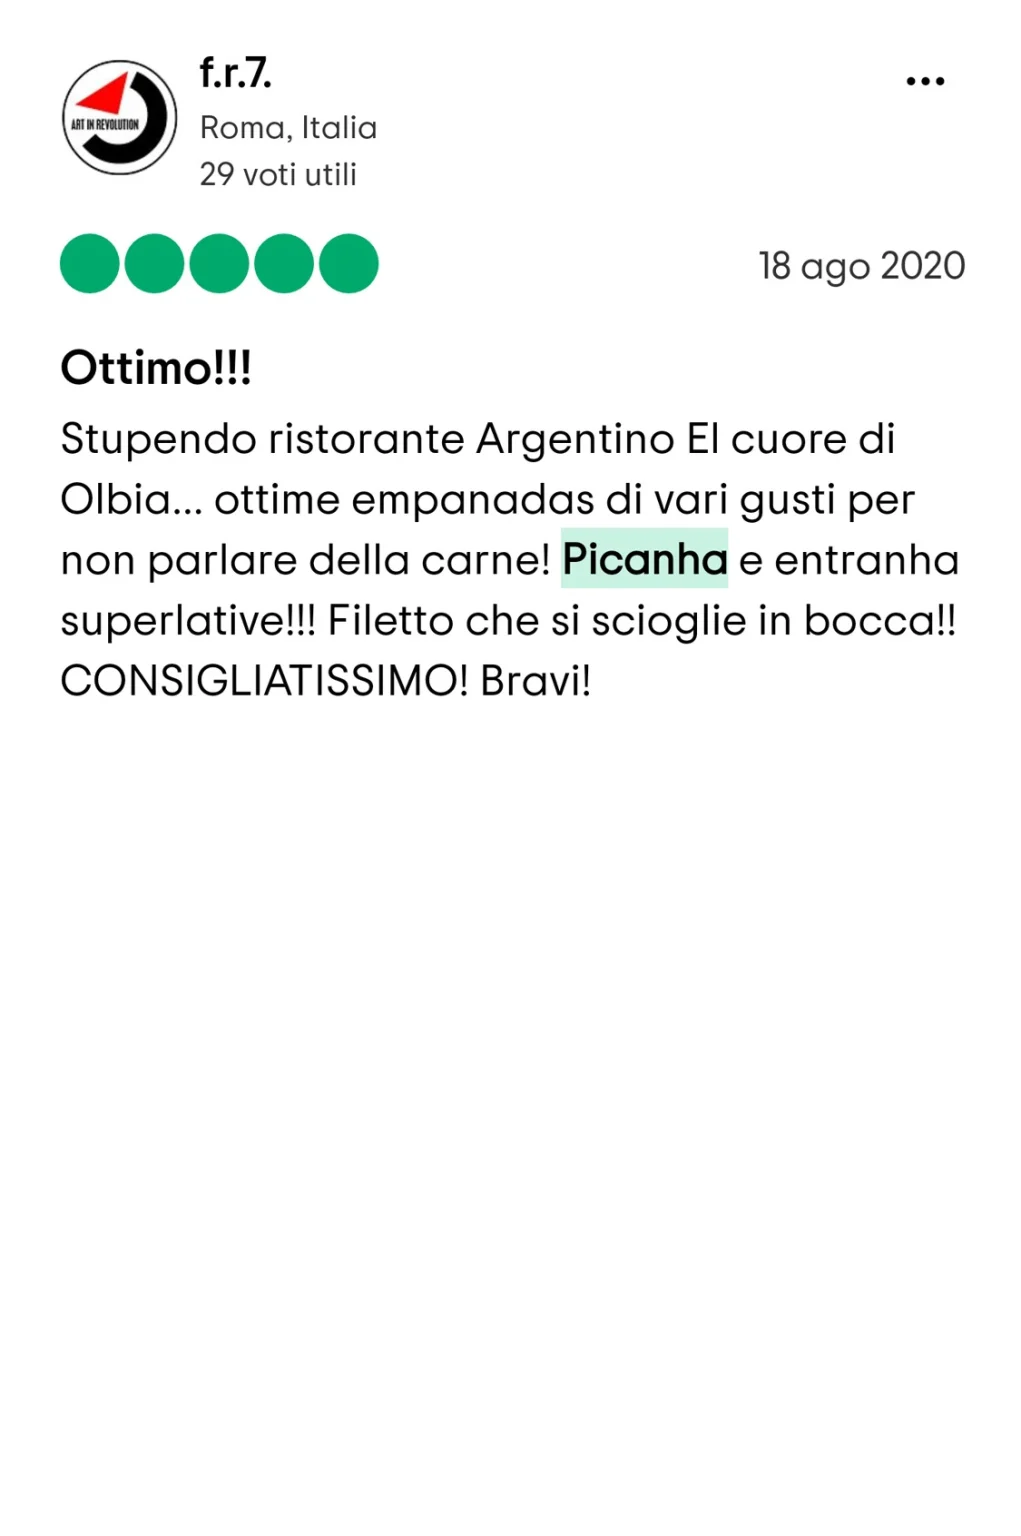 ART IN REVOLUTION
f.r.7.
Roma, Italia
29 voti utili
18 ago 2020
Ottimo!!!
Stupendo ristorante Argentino El cuore di
Olbia... ottime empanadas di vari gusti per
non parlare della carne! Picanha e entranha
superlative!!! Filetto che si scioglie in bocca!!
CONSIGLIATISSIMO! Bravi!